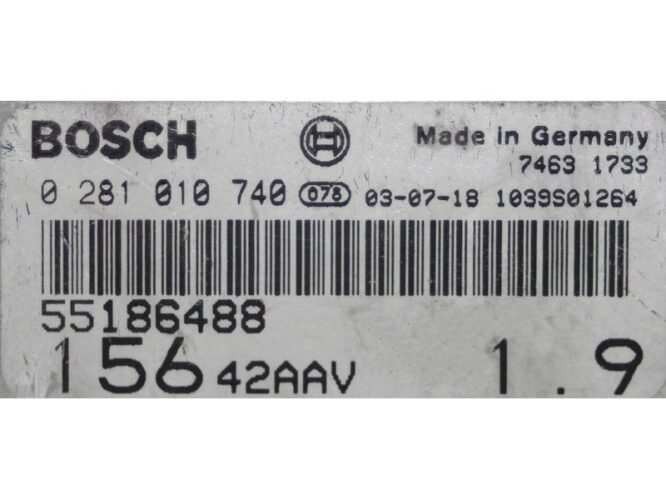 BOSCH Made in Germany
7463 1733
0 281 010 740 078 03-07-18 1039S01264
55186488
156 42AAV 1.9